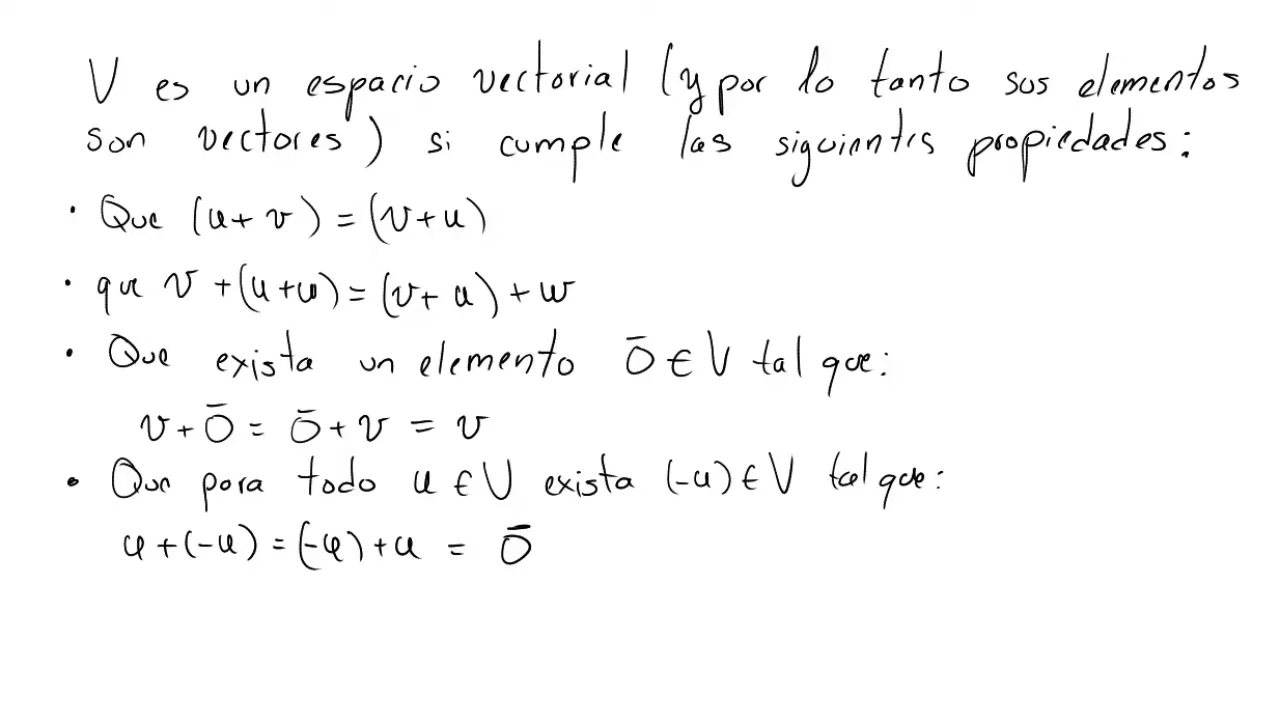 V es un espacio vectorial (y por lo tanto sus elementos
son vectores) si cumple las siguientes propiedades:
• Que (u + v) = (v + u)
• que v + (u + w) = (v + u) + w
• Que exista un elemento ō ∈ V tal que:
v + ō = ō + v = v
• Que para todo u ∈ V exista (-u) ∈ V tal que:
u + (-u) = (-u) + u = ō